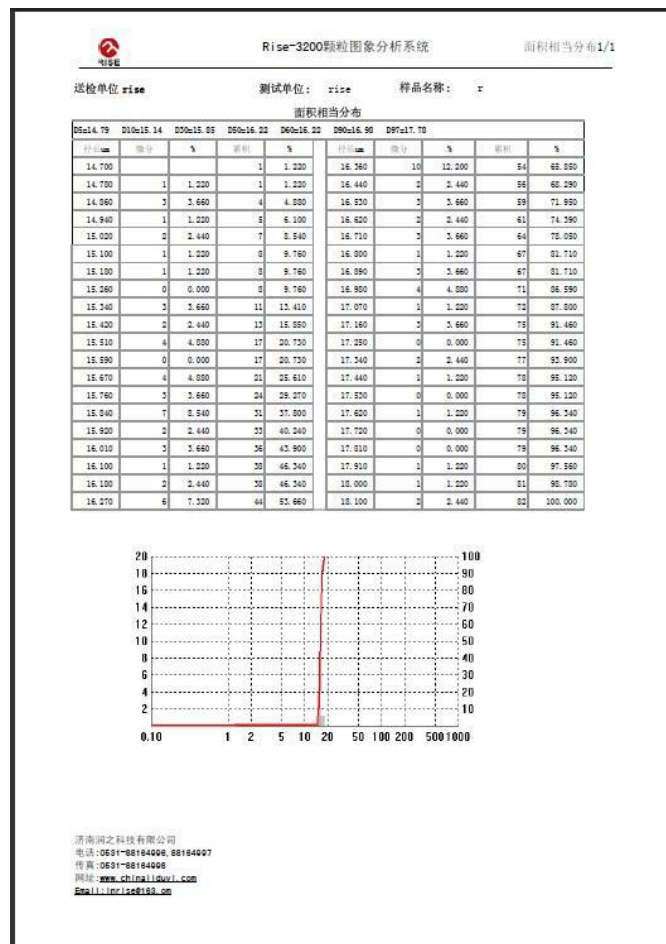 RISE
Rise-3200颗粒图象分析系统
面积相当分布1/1
送检单位 rise 测试单位: rise 样品名称: r
面积相当分布
D5=14.79 D10=15.14 D30=15.85 D50=16.22 D60=16.22 D90=16.98 D97=17.78
径长um 微分 % 累积 % 径长um 微分 % 累积 %
14.700 1 1.220 16.360 10 12.200 54 65.850
14.780 1 1.220 1 1.220 16.440 2 2.440 56 68.290
14.860 3 3.660 4 4.880 16.530 3 3.660 59 71.950
14.940 1 1.220 5 6.100 16.620 2 2.440 61 74.390
15.020 2 2.440 7 8.540 16.710 3 3.660 64 78.050
15.100 1 1.220 8 9.760 16.800 1 1.220 67 81.710
15.180 1 1.220 8 9.760 16.890 3 3.660 67 81.710
15.260 0 0.000 8 9.760 16.980 4 4.880 71 86.590
15.340 3 3.660 11 13.410 17.070 1 1.220 72 87.800
15.420 2 2.440 13 15.850 17.160 3 3.660 75 91.460
15.510 4 4.880 17 20.730 17.250 0 0.000 75 91.460
15.590 0 0.000 17 20.730 17.340 2 2.440 77 93.900
15.670 4 4.880 21 25.610 17.440 1 1.220 78 95.120
15.760 3 3.660 24 29.270 17.530 0 0.000 78 95.120
15.840 7 8.540 31 37.800 17.620 1 1.220 79 96.340
15.920 2 2.440 33 40.240 17.720 0 0.000 79 96.340
16.010 3 3.660 36 43.900 17.810 0 0.000 79 96.340
16.100 1 1.220 38 46.340 17.910 1 1.220 80 97.560
16.180 2 2.440 38 46.340 18.000 1 1.220 81 98.780
16.270 6 7.320 44 53.660 18.100 2 2.440 82 100.000
20 100
18 90
16 80
14 70
12 60
10 50
8 40
6 30
4 20
2 10
0.10 1 2 5 10 20 50 100 200 500 1000
济南润之科技有限公司
电话:0531-88164996,88164997
传真:0531-88164998
网址:www.chinaliduyi.com
Email:jnrise@163.om